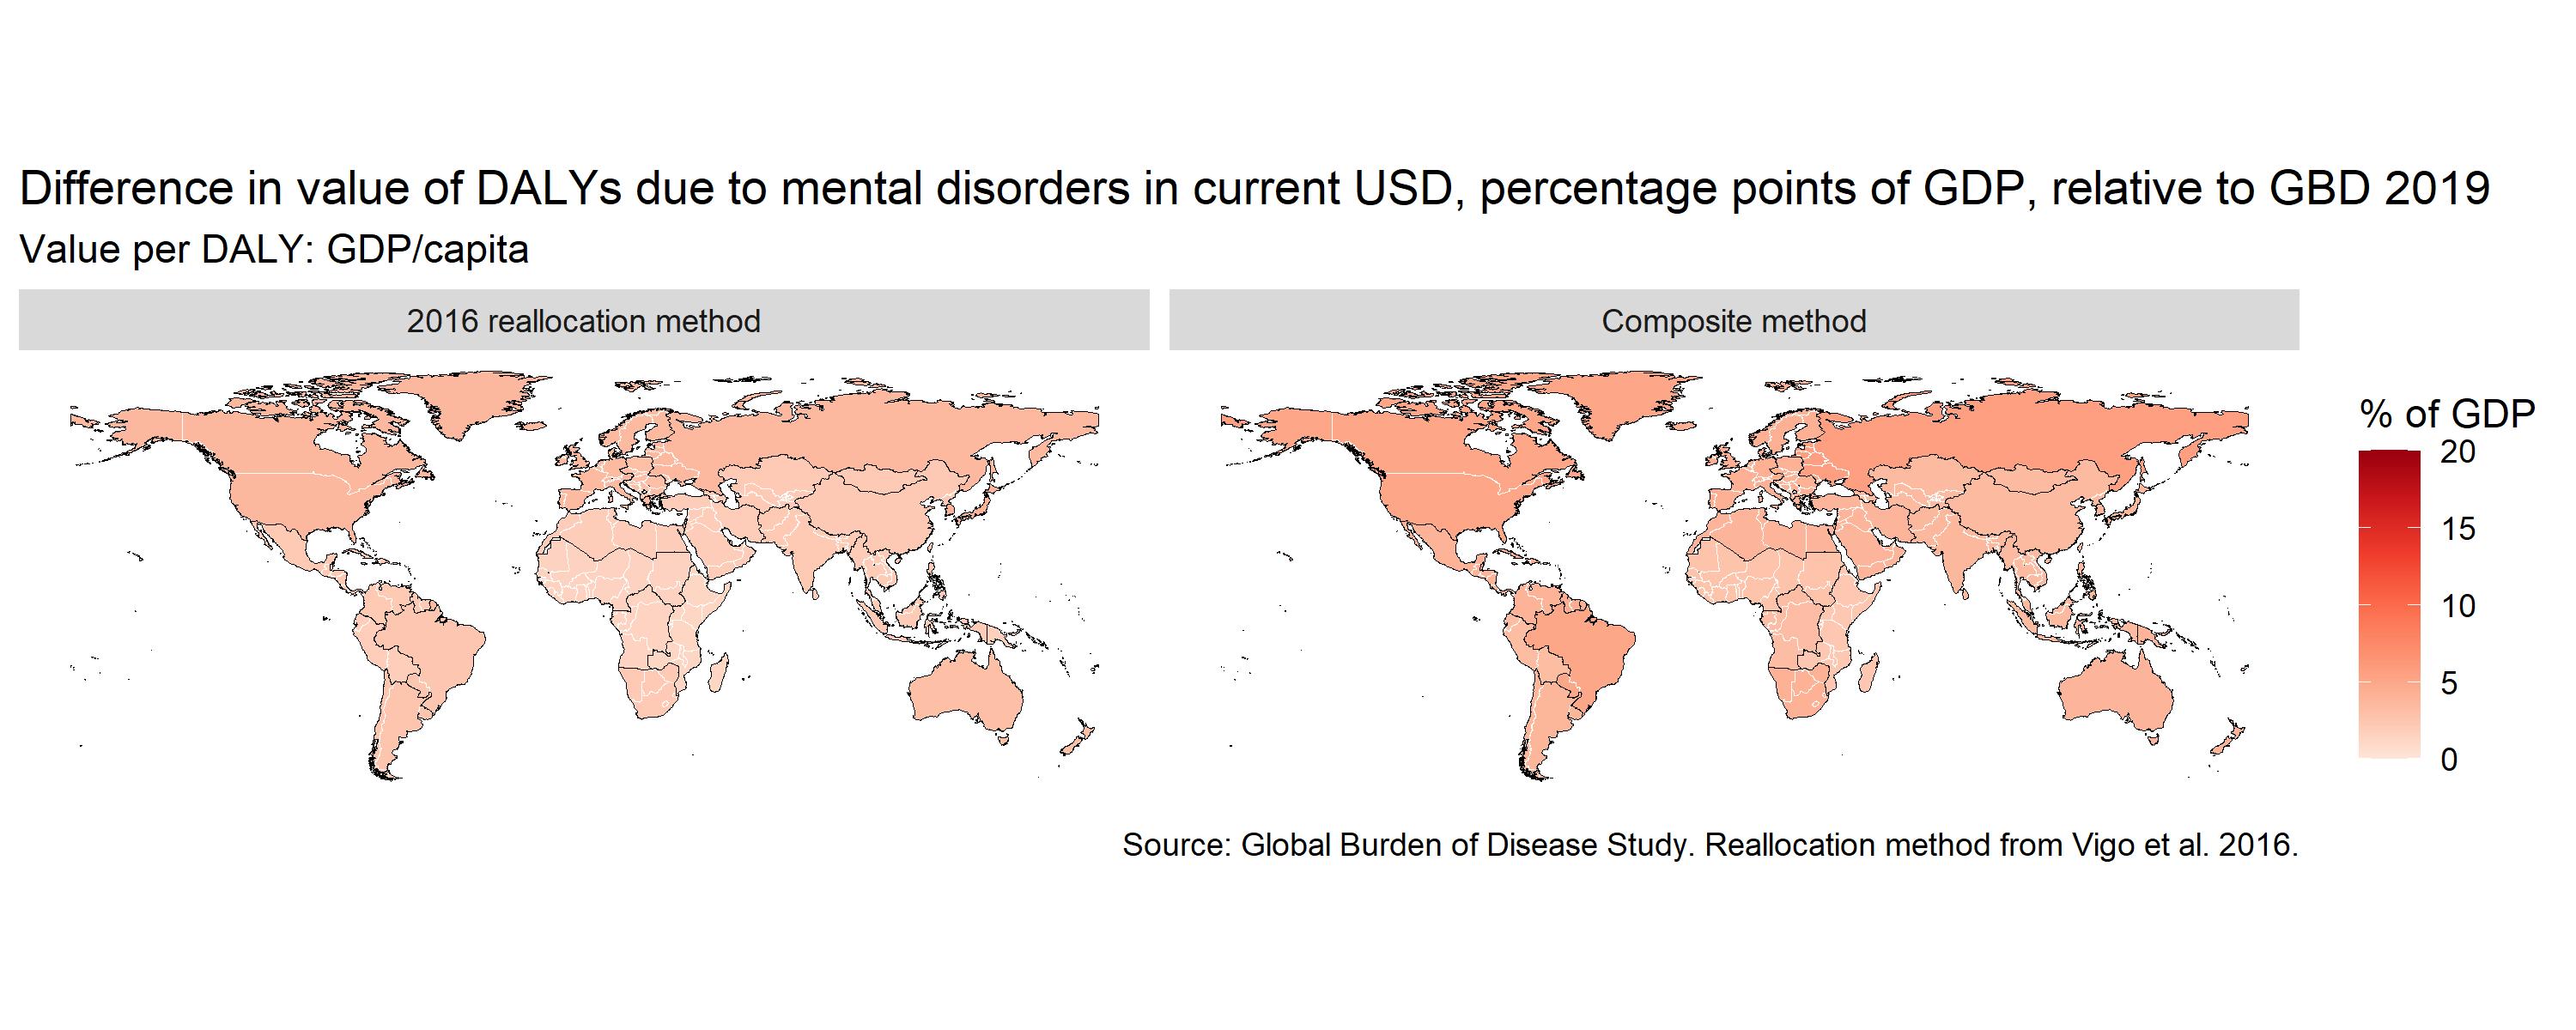 Difference in value of DALYs due to mental disorders in current USD, percentage points of GDP, relative to GBD 2019
Value per DALY: GDP/capita
2016 reallocation method
Composite method
% of GDP
20
15
10
5
0
Source: Global Burden of Disease Study. Reallocation method from Vigo et al. 2016.